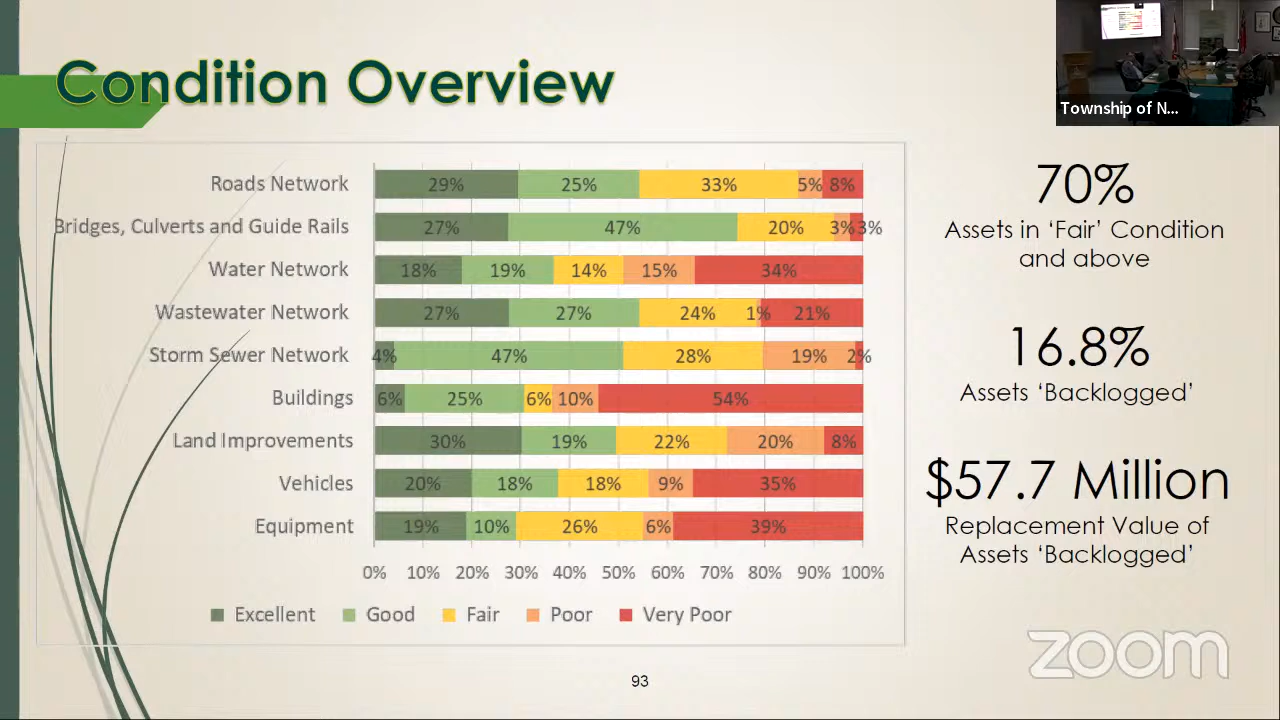 Condition Overview
Township of N...
Roads Network 29% 25% 33% 5% 8%
Bridges, Culverts and Guide Rails 27% 47% 20% 3% 3%
Water Network 18% 19% 14% 15% 34%
Wastewater Network 27% 27% 24% 1% 21%
Storm Sewer Network 4% 47% 28% 19% 2%
Buildings 6% 25% 6% 10% 54%
Land Improvements 30% 19% 22% 20% 8%
Vehicles 20% 18% 18% 9% 35%
Equipment 19% 10% 26% 6% 39%
0% 10% 20% 30% 40% 50% 60% 70% 80% 90% 100%
Excellent Good Fair Poor Very Poor
70%
Assets in ‘Fair’ Condition
and above
16.8%
Assets ‘Backlogged’
$57.7 Million
Replacement Value of
Assets ‘Backlogged’
zoom
93